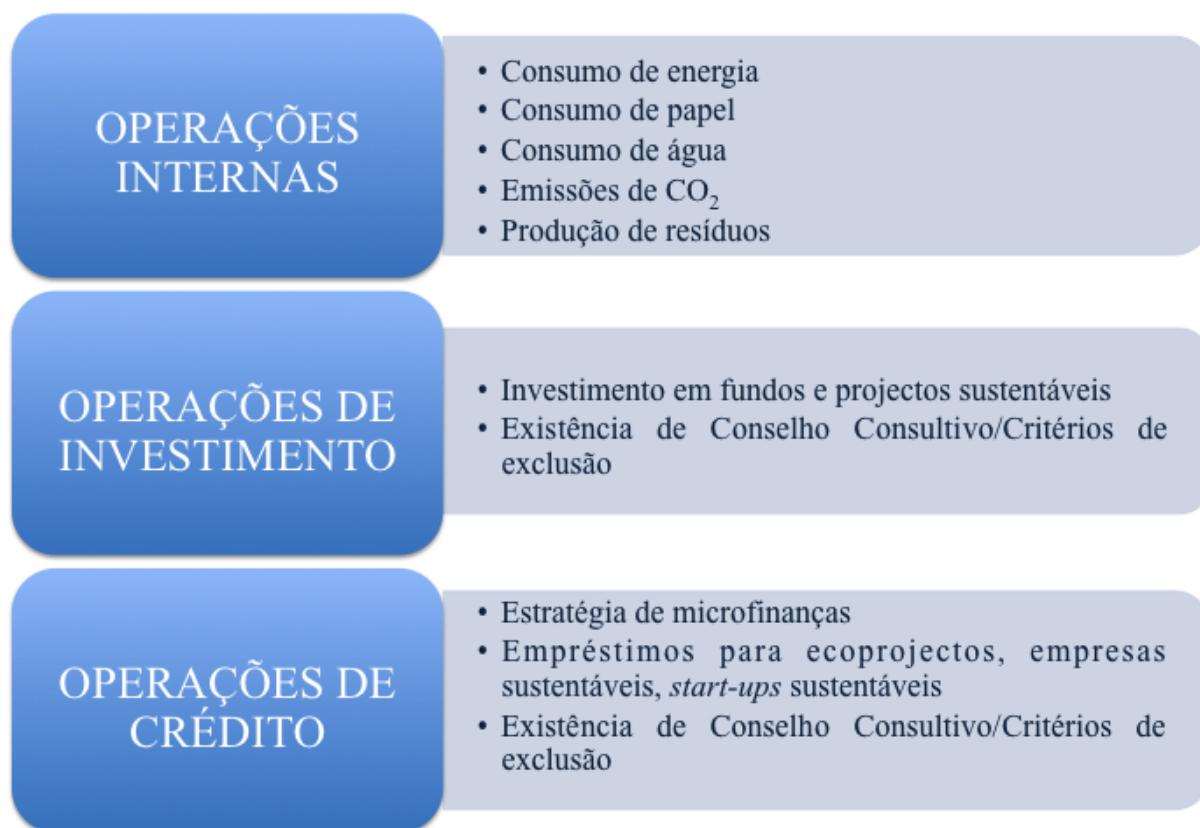 OPERAÇÕES
INTERNAS
• Consumo de energia
• Consumo de papel
• Consumo de água
• Emissões de CO₂
• Produção de resíduos
OPERAÇÕES DE
INVESTIMENTO
• Investimento em fundos e projectos sustentáveis
• Existência de Conselho Consultivo/Critérios de
exclusão
OPERAÇÕES DE
CRÉDITO
• Estratégia de microfinanças
• Empréstimos para ecoprojectos, empresas
sustentáveis, start-ups sustentáveis
• Existência de Conselho Consultivo/Critérios de
exclusão